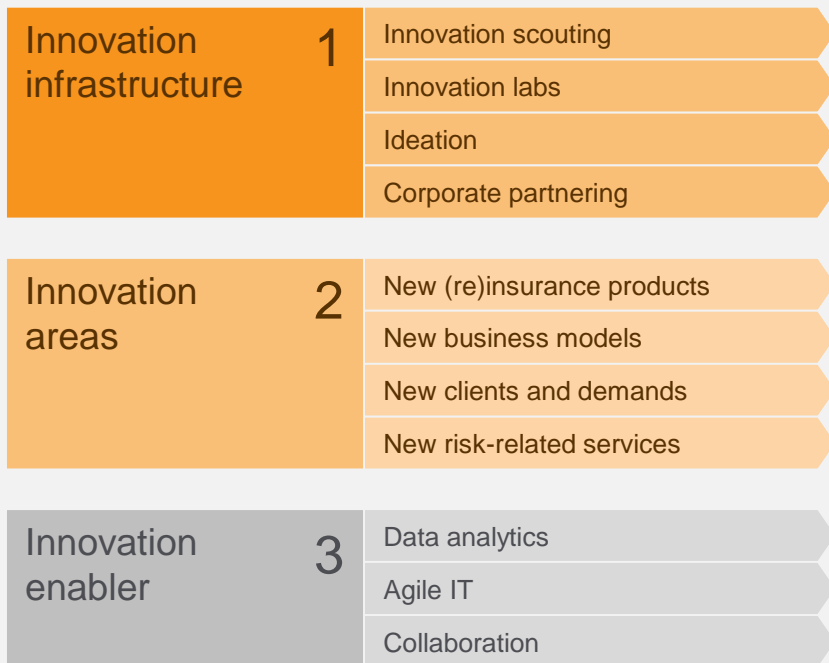 Innovation
infrastructure
1
Innovation scouting
Innovation labs
Ideation
Corporate partnering
Innovation
areas
2
New (re)insurance products
New business models
New clients and demands
New risk-related services
Innovation
enabler
3
Data analytics
Agile IT
Collaboration